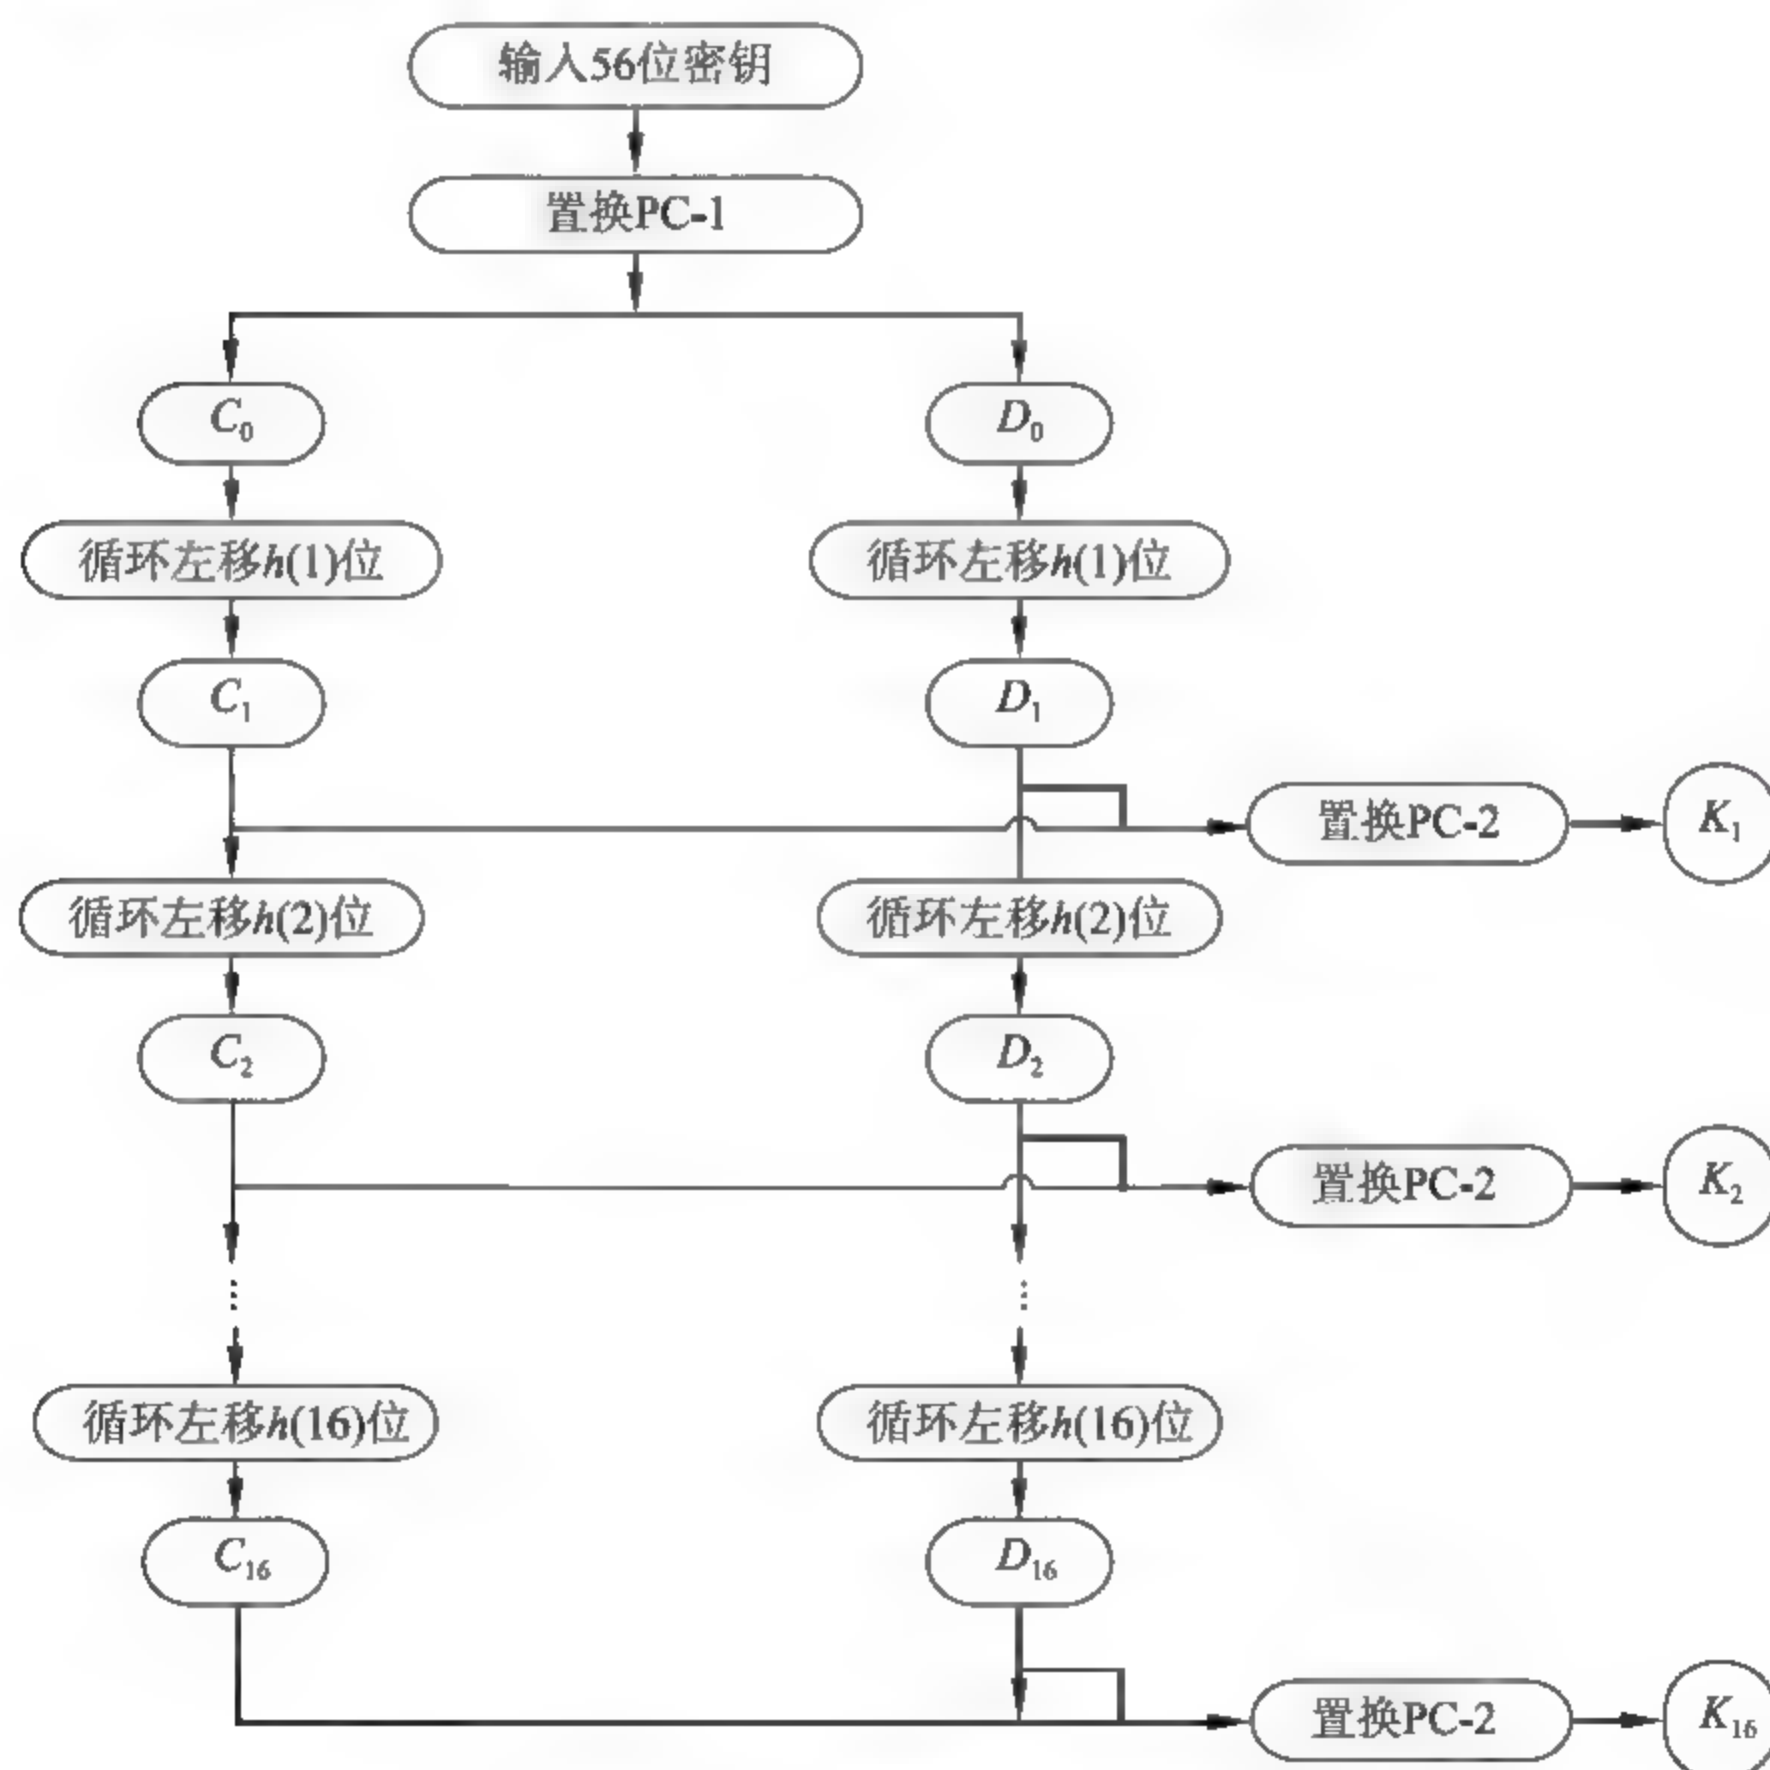 输入56位密钥
置换PC-1
C0
D0
循环左移h(1)位
循环左移h(1)位
C1
D1
置换PC-2
K1
循环左移h(2)位
循环左移h(2)位
C2
D2
置换PC-2
K2
⋮
⋮
循环左移h(16)位
循环左移h(16)位
C16
D16
置换PC-2
K16